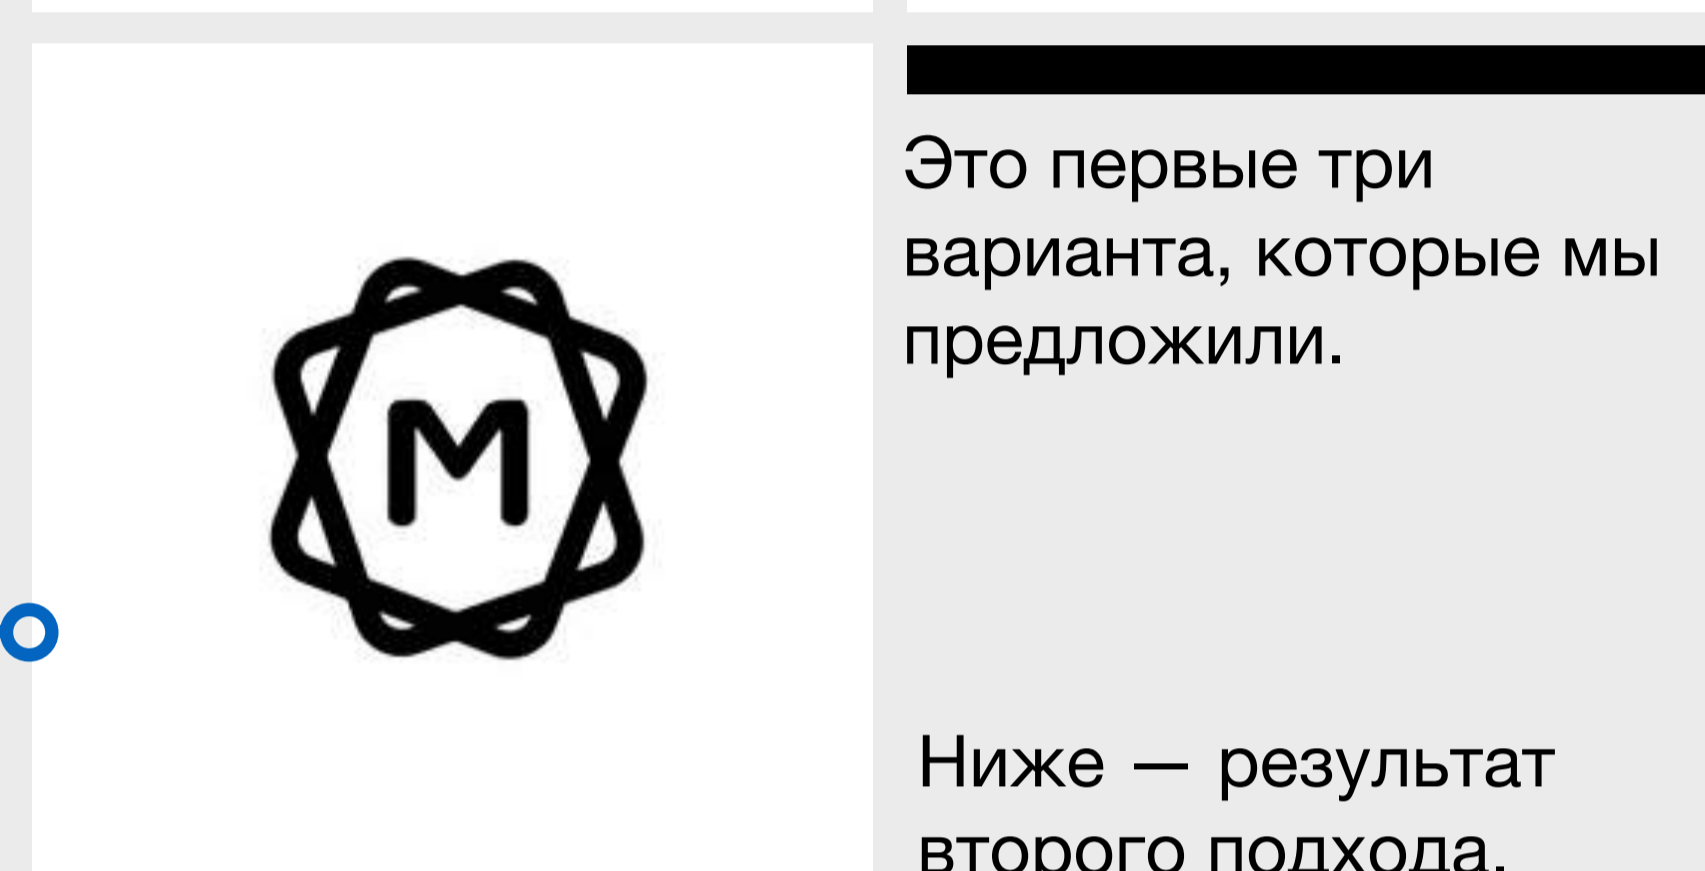 M
Это первые три
варианта, которые мы
предложили.
Ниже — результат
второго подхода.